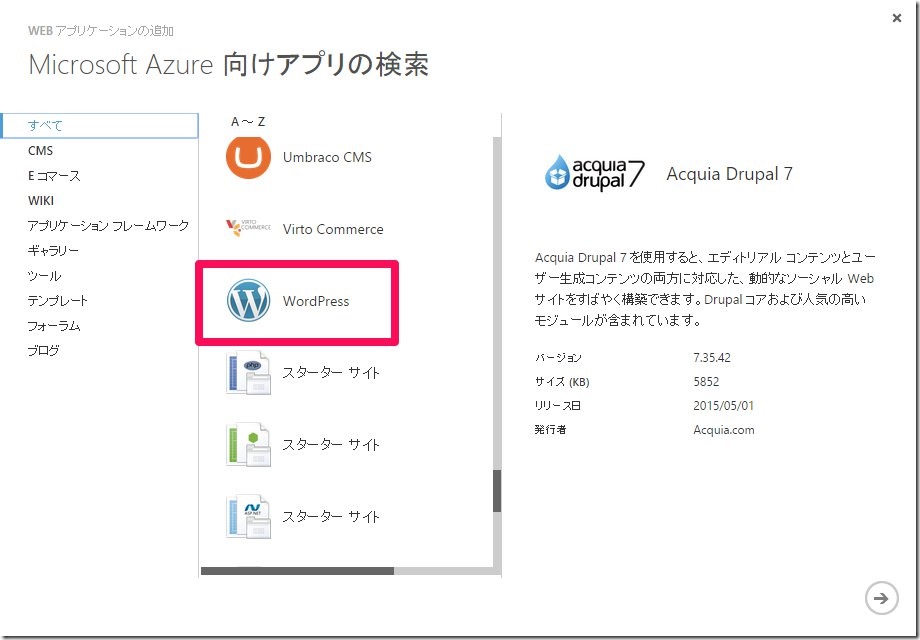 WEB アプリケーションの追加
Microsoft Azure 向けアプリの検索
すべて
CMS
E コマース
WIKI
アプリケーション フレームワーク
ギャラリー
ツール
テンプレート
フォーラム
ブログ
A ～ Z
Umbraco CMS
VIRTO
COMMERCE
Virto Commerce
WordPress
php
スターター サイト
スターター サイト
ASP.NET
スターター サイト
acquia
drupal 7
Acquia Drupal 7
Acquia Drupal 7 を使用すると、エディトリアル コンテンツとユー
ザー生成コンテンツの両方に対応した、動的なソーシャル Web
サイトをすばやく構築できます。Drupal コアおよび人気の高い
モジュールが含まれています。
バージョン 7.35.42
サイズ (KB) 5852
リリース日 2015/05/01
発行者 Acquia.com